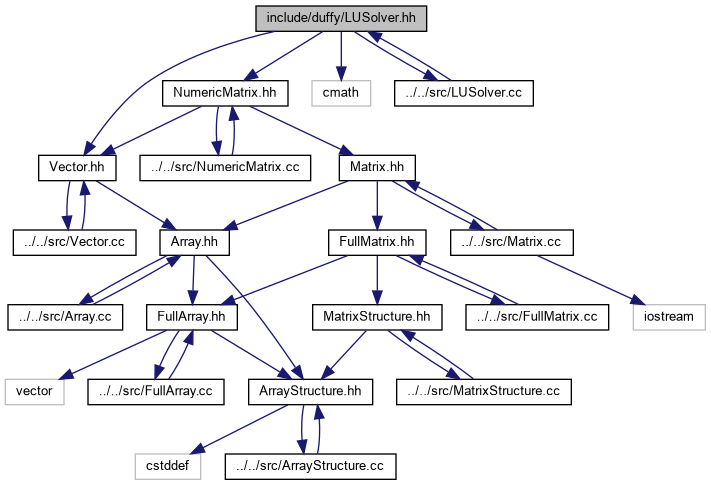 include/duffy/LUSolver.hh
NumericMatrix.hh
cmath
../../src/LUSolver.cc
Vector.hh
../../src/NumericMatrix.cc
Matrix.hh
../../src/Vector.cc
Array.hh
FullMatrix.hh
../../src/Matrix.cc
../../src/Array.cc
FullArray.hh
MatrixStructure.hh
../../src/FullMatrix.cc
iostream
vector
../../src/FullArray.cc
ArrayStructure.hh
../../src/MatrixStructure.cc
cstddef
../../src/ArrayStructure.cc